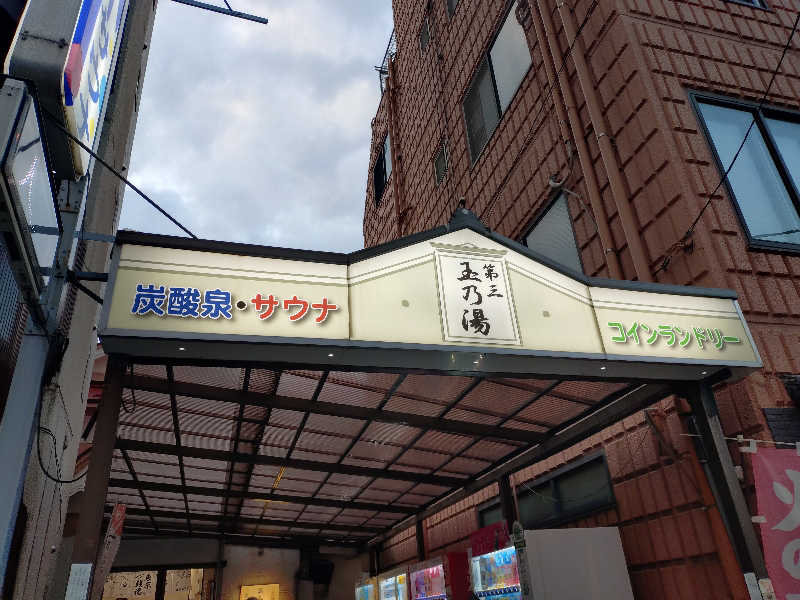 炭酸泉・サウナ
第三
玉乃湯
コインランドリー